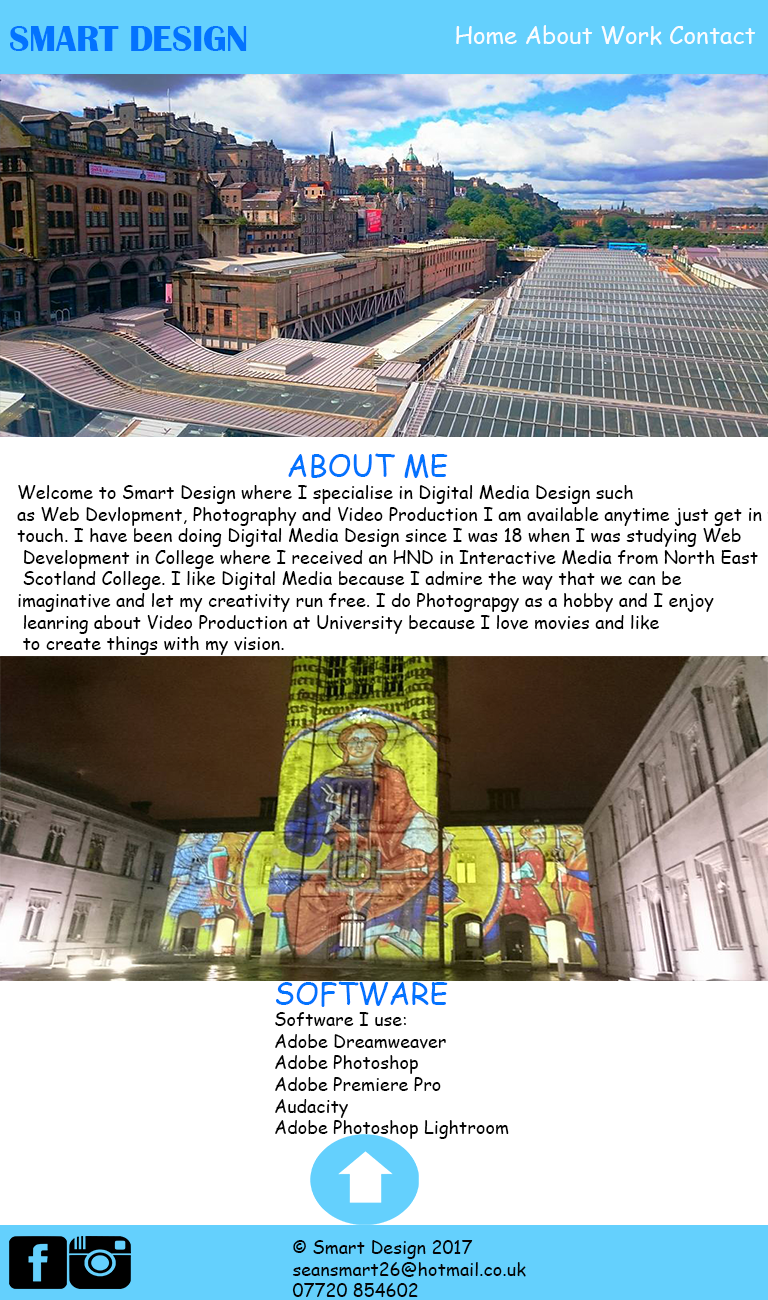 SMART DESIGN
Home About Work Contact
ABOUT ME
Welcome to Smart Design where I specialise in Digital Media Design such
as Web Devlopment, Photography and Video Production I am available anytime just get in
touch. I have been doing Digital Media Design since I was 18 when I was studying Web
Development in College where I received an HND in Interactive Media from North East
Scotland College. I like Digital Media because I admire the way that we can be
imaginative and let my creativity run free. I do Photograpgy as a hobby and I enjoy
leanring about Video Production at University because I love movies and like
to create things with my vision.
SOFTWARE
Software I use:
Adobe Dreamweaver
Adobe Photoshop
Adobe Premiere Pro
Audacity
Adobe Photoshop Lightroom
© Smart Design 2017
seansmart26@hotmail.co.uk
07720 854602